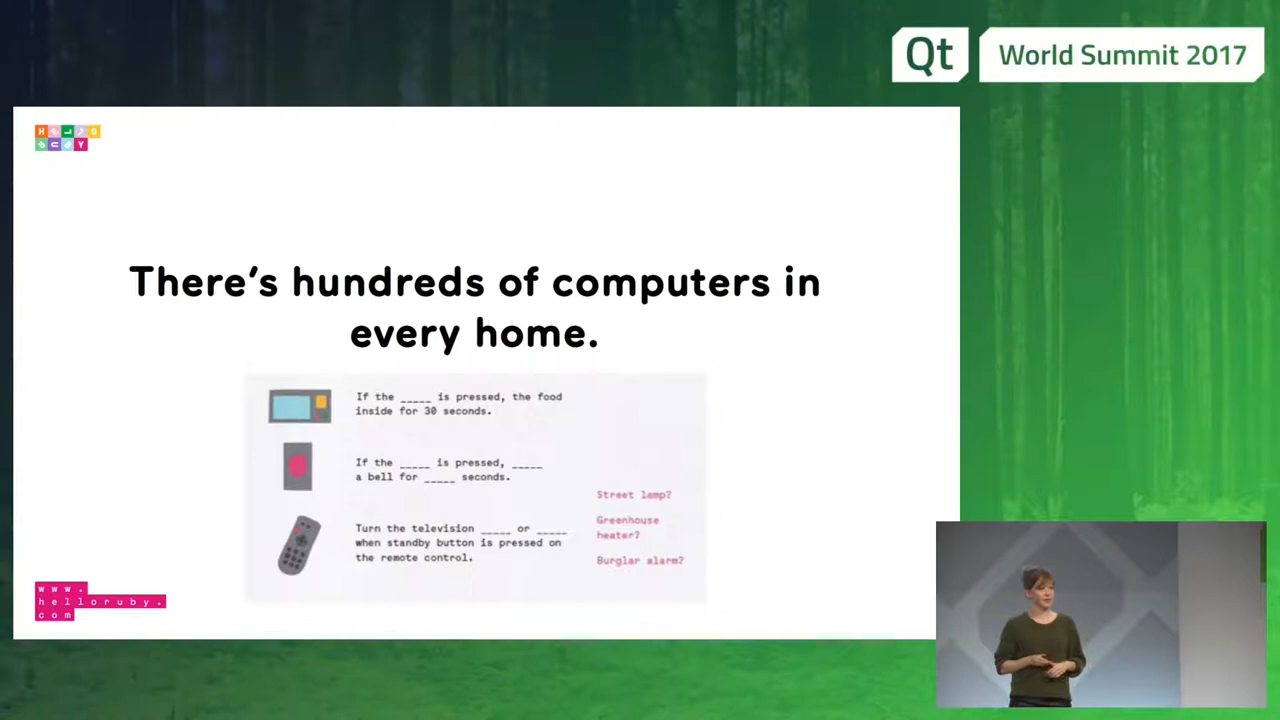 Qt World Summit 2017
HELLO
RUBY
There's hundreds of computers in
every home.
If the _____ is pressed, the food
inside for 30 seconds.
If the _____ is pressed, _____
a bell for _____ seconds.
Street lamp?
Turn the television _____ or _____
when standby button is pressed on
the remote control.
Greenhouse
heater?
Burglar alarm?
www.
helloruby.
com